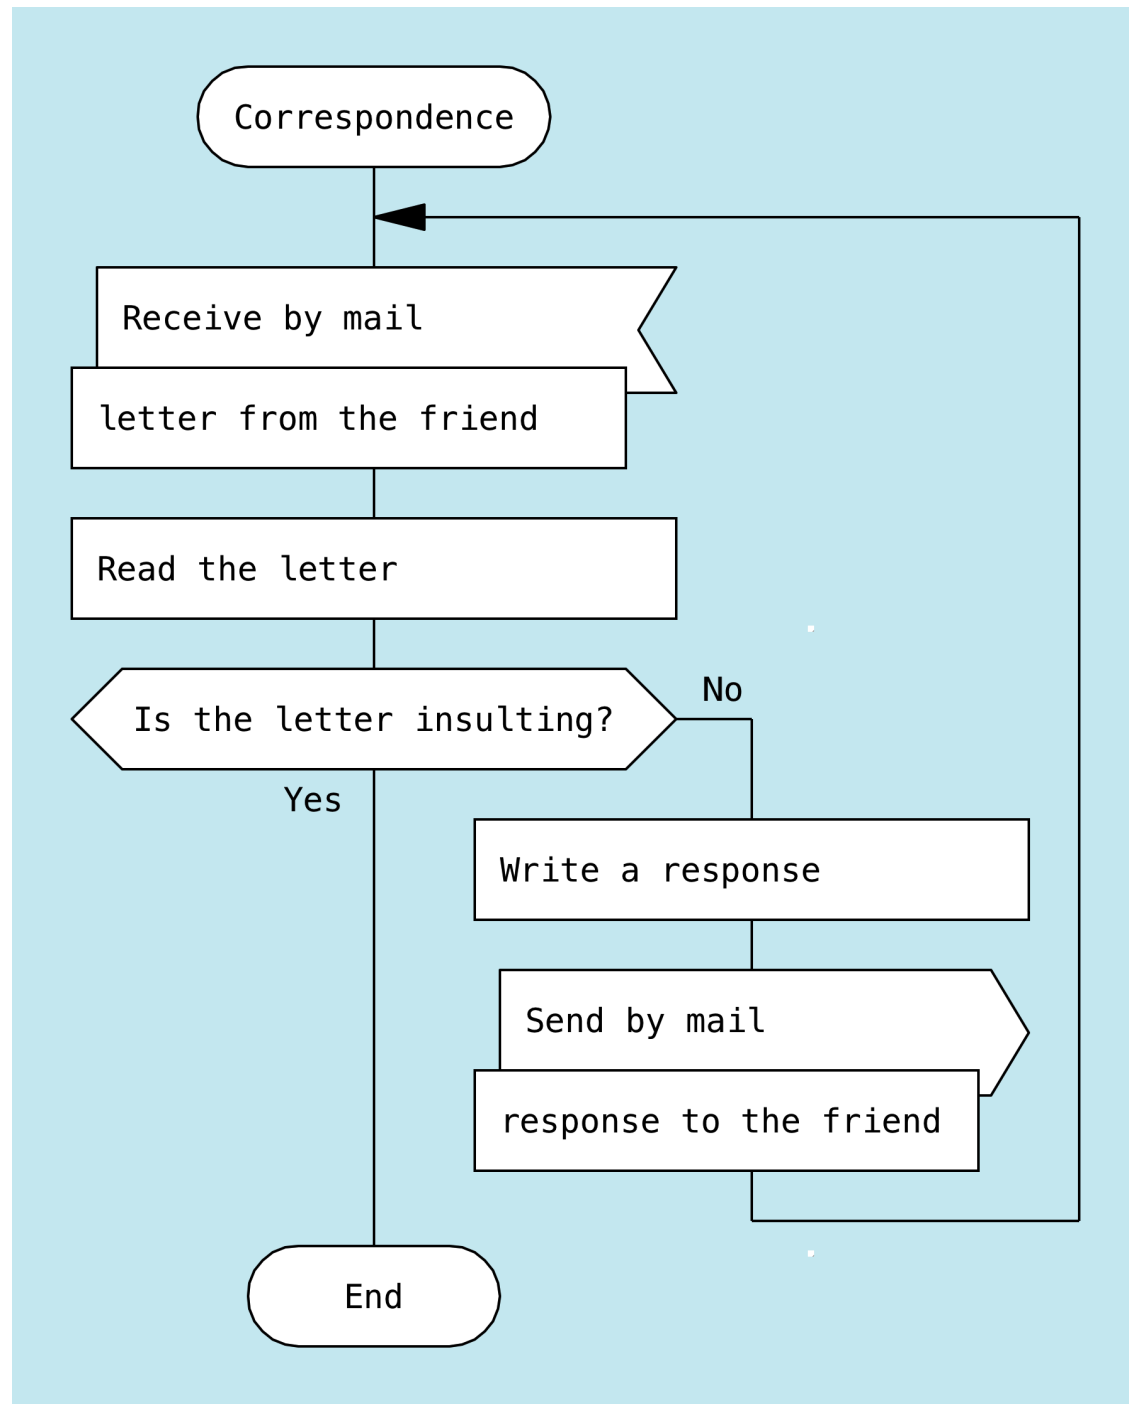 Correspondence
Receive by mail
letter from the friend
Read the letter
Is the letter insulting?
No
Yes
Write a response
Send by mail
response to the friend
End